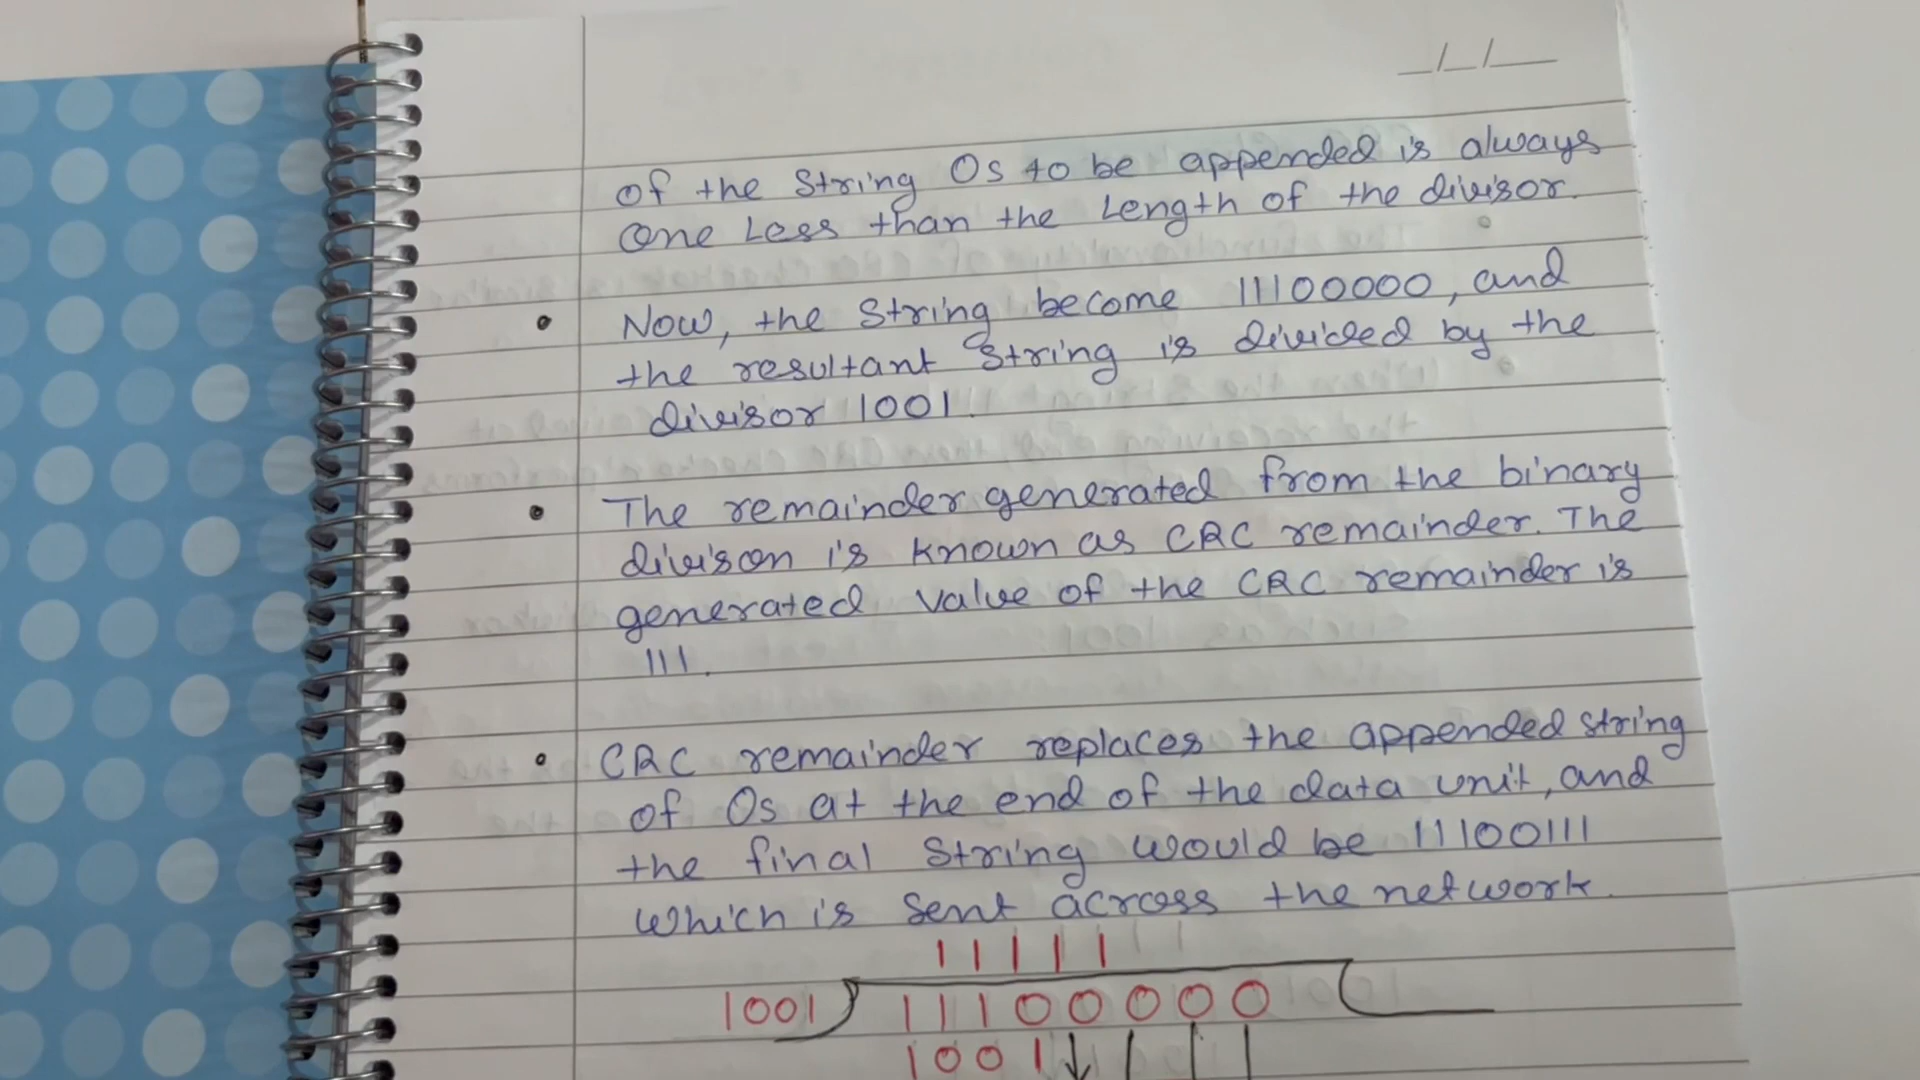 _/_/__
of the string 0s to be appended is always
one less than the length of the divisor.
• Now, the string become 11100000, and
the resultant string is divided by the
divisor 1001.
• The remainder generated from the binary
divison is known as CRC remainder. The
generated value of the CRC remainder is
111.
• CRC remainder replaces the appended string
of 0s at the end of the data unit, and
the final string would be 11100111
which is sent across the network.
11111
1001 ) 111000000
1001